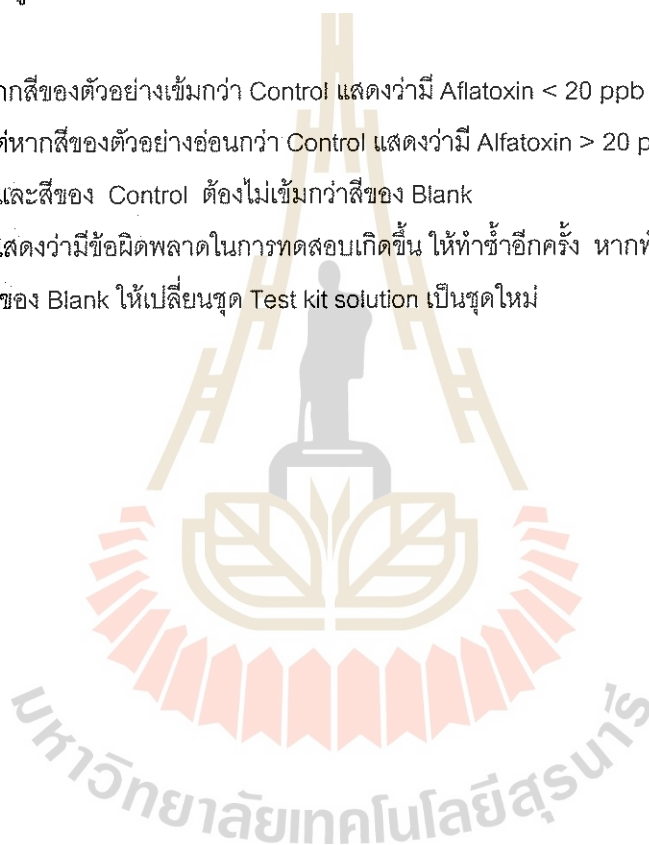 ากสีของตัวอย่างเข้มกว่า Control แสดงว่ามี Aflatoxin < 20 ppb
ต่หากสีของตัวอย่างอ่อนกว่า Control แสดงว่ามี Alfatoxin > 20 p
และสีของ Control ต้องไม่เข้มกว่าสีของ Blank
แสดงว่ามีข้อผิดพลาดในการทดสอบเกิดขึ้น ให้ทำซ้ำอีกครั้ง หากท
ของ Blank ให้เปลี่ยนชุด Test kit solution เป็นชุดใหม่
มหาวิทยาลัยเทคโนโลยีสุรนารี